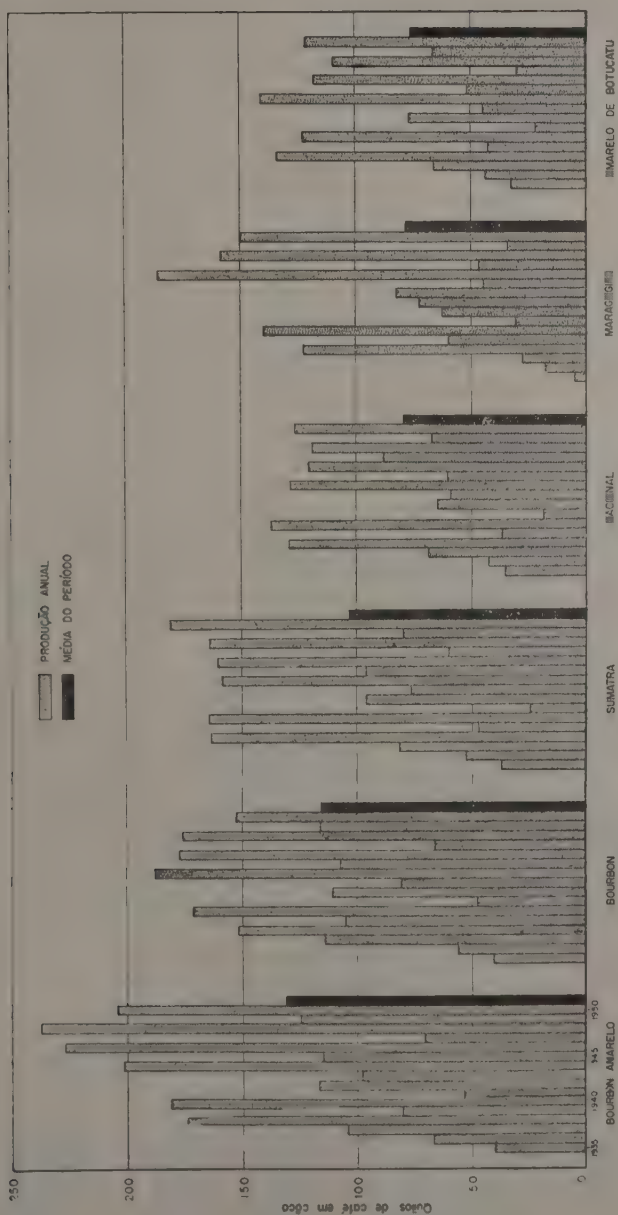 PRODUÇÃO ANUAL
MÉDIA DO PERÍODO
Quilos de café em côco
250
200
150
100
50
0
1935
1940
1945
1950
BOURBON AMARELO
BOURBON
SUMATRA
NACIONAL
MARAGOGIPE
AMARELO DE BOTUCATU